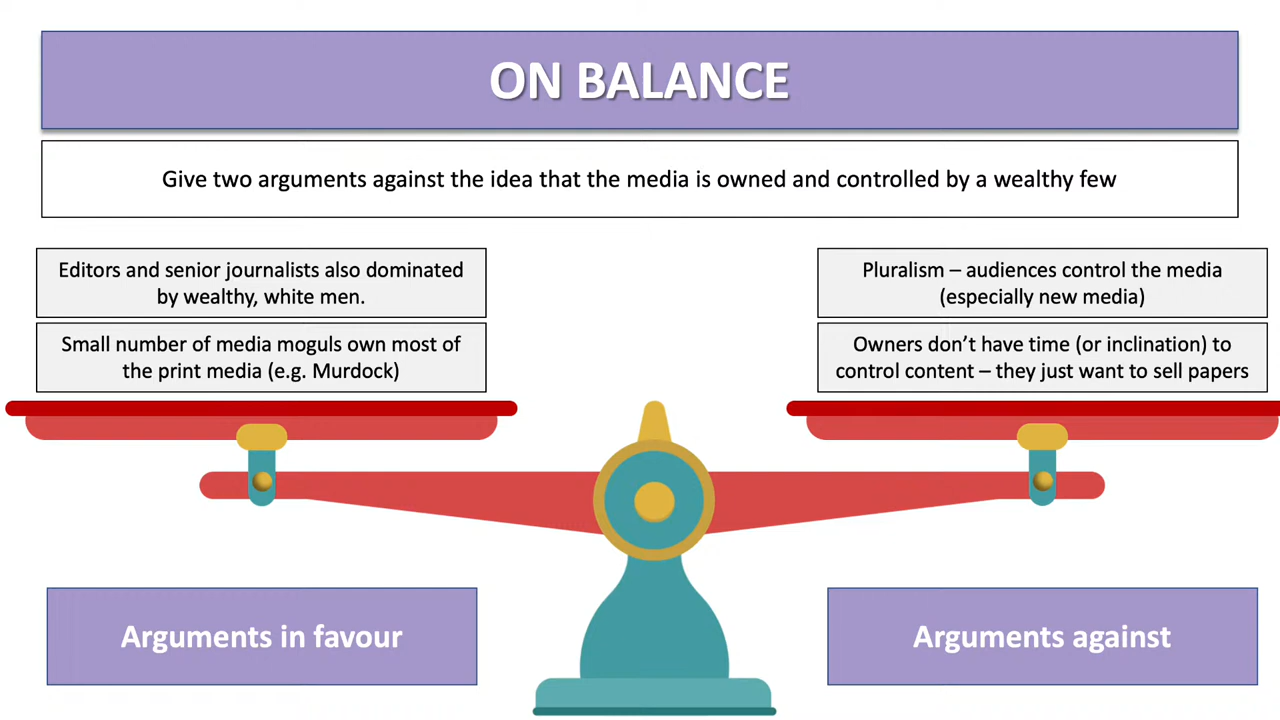 ON BALANCE
Give two arguments against the idea that the media is owned and controlled by a wealthy few
Editors and senior journalists also dominated
by wealthy, white men.
Small number of media moguls own most of
the print media (e.g. Murdock)
Pluralism – audiences control the media
(especially new media)
Owners don’t have time (or inclination) to
control content – they just want to sell papers
Arguments in favour
Arguments against